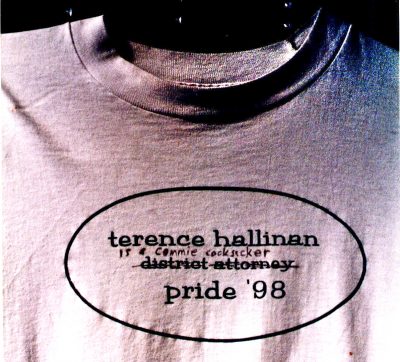 terence hallinan
is a commie cocksucker
district attorney
pride '98